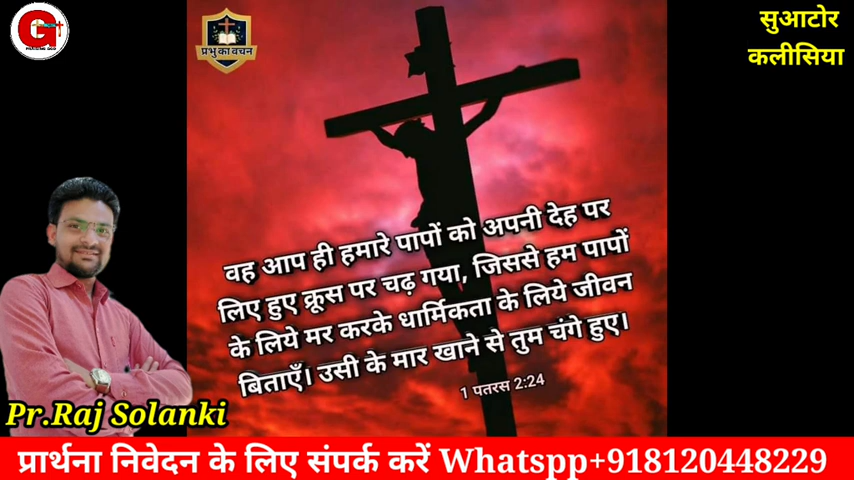 सुआटोर
कलीसिया
प्रभु का वचन
वह आप ही हमारे पापों को अपनी देह पर
लिए हुए क्रूस पर चढ़ गया, जिससे हम पापों
के लिये मर करके धार्मिकता के लिये जीवन
बिताएँ। उसी के मार खाने से तुम चंगे हुए।
1 पतरस 2:24
Pr.Raj Solanki
प्रार्थना निवेदन के लिए संपर्क करें Whatspp+918120448229